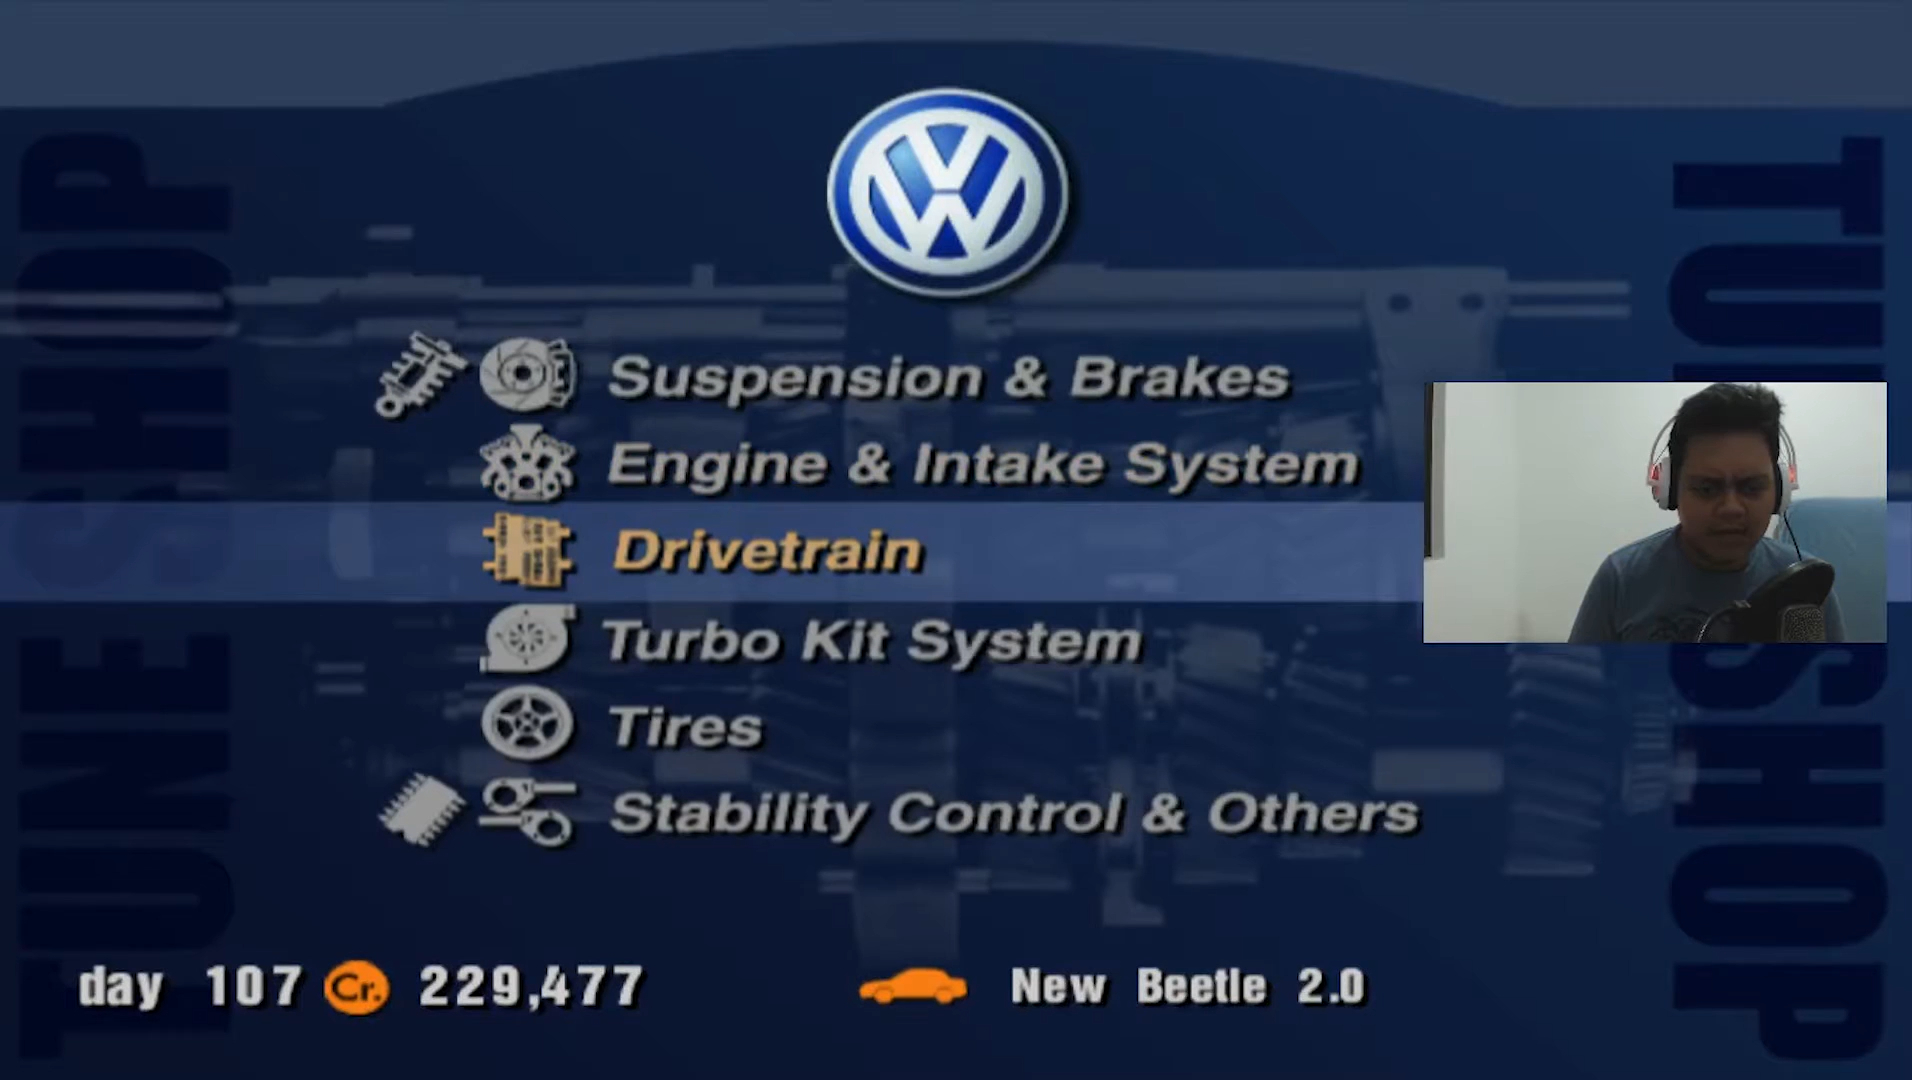 TUNE SHOP
TUNE SHOP
Suspension & Brakes
Engine & Intake System
Drivetrain
Turbo Kit System
Tires
Stability Control & Others
day 107 Cr. 229,477
New Beetle 2.0